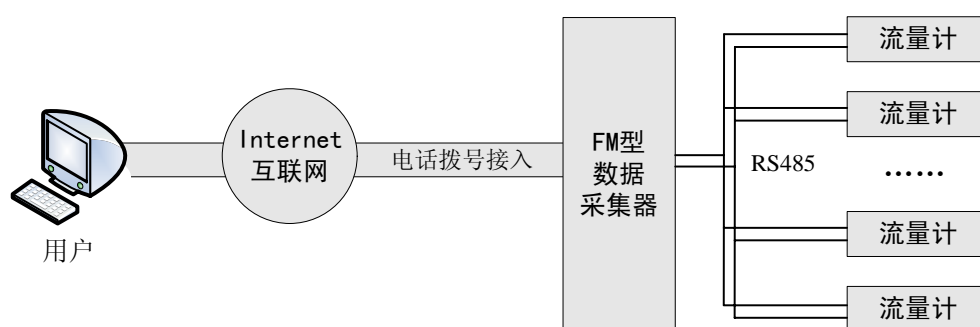 用户
Internet
互联网
电话拨号接入
FM型
数据
采集器
RS485
流量计
流量计
……
流量计
流量计